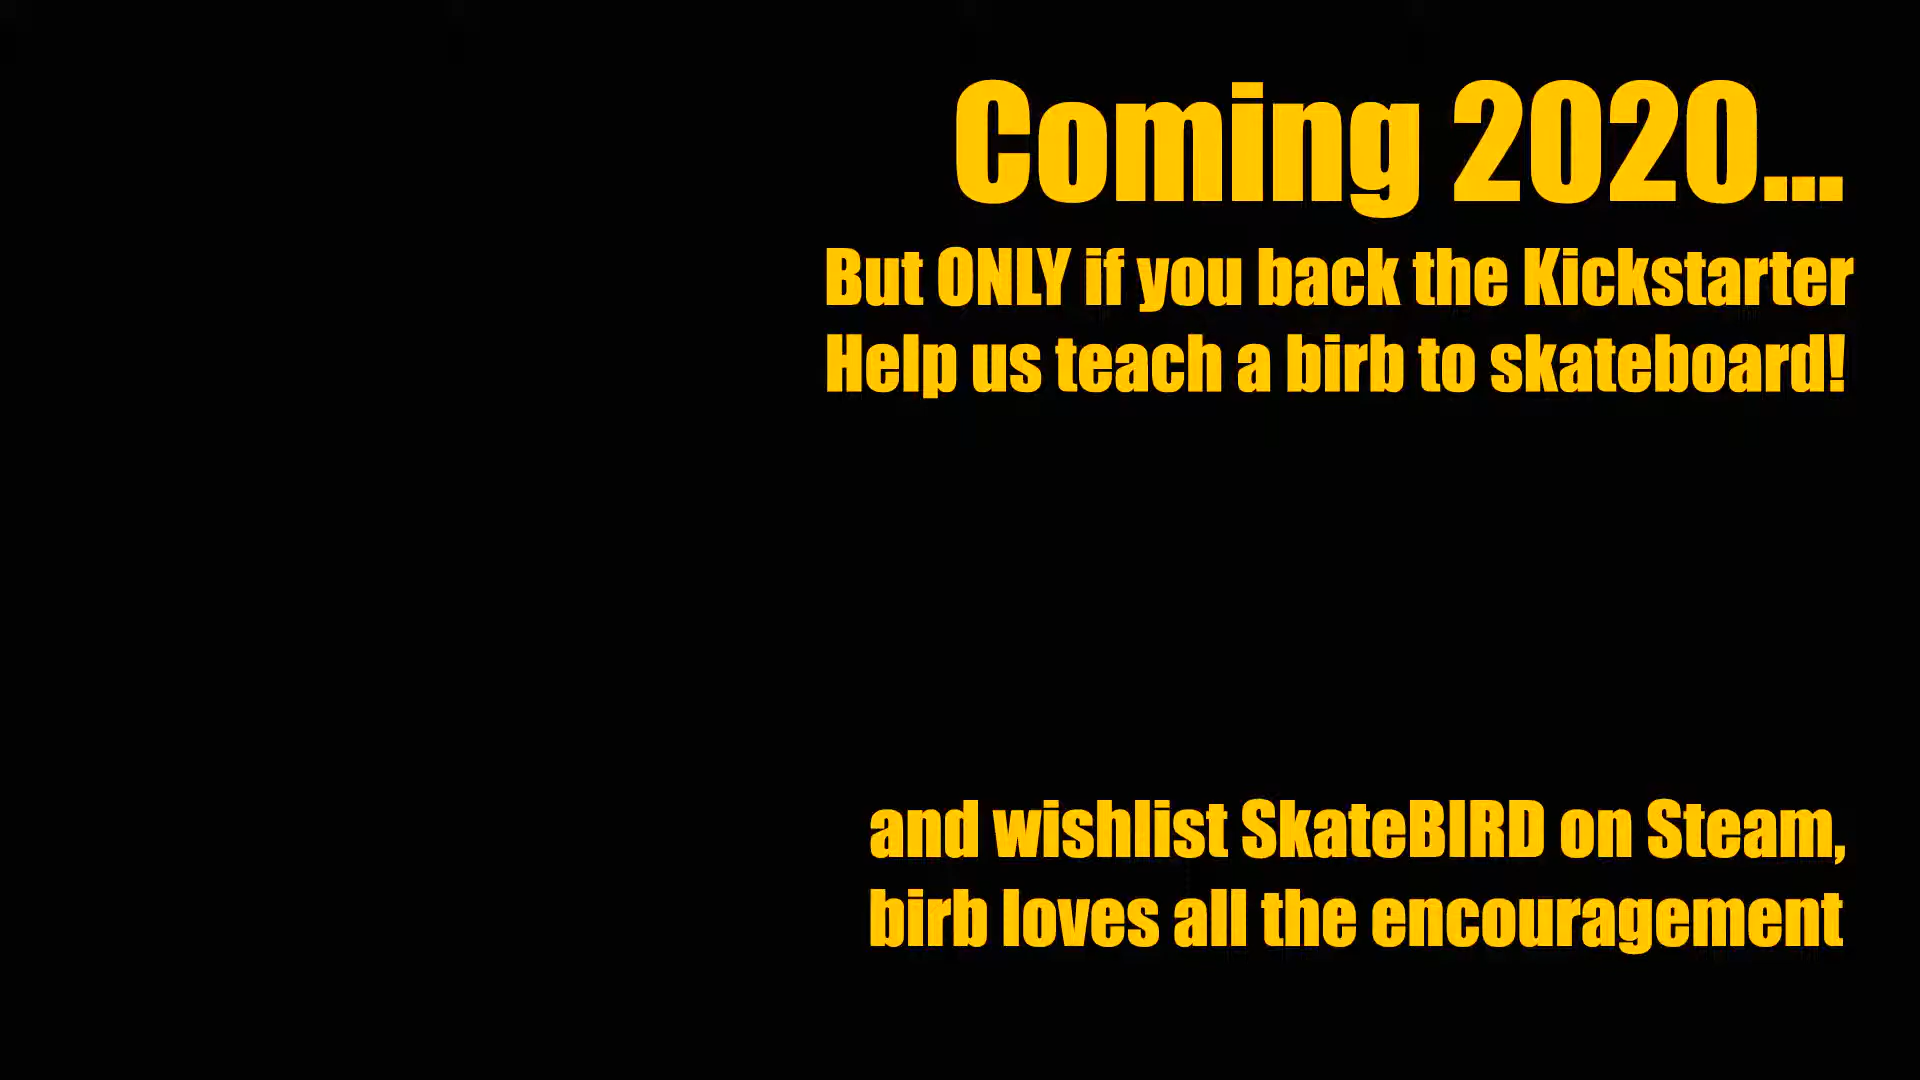 Coming 2020...
But ONLY if you back the Kickstarter
Help us teach a birb to skateboard!
and wishlist SkateBIRD on Steam,
birb loves all the encouragement